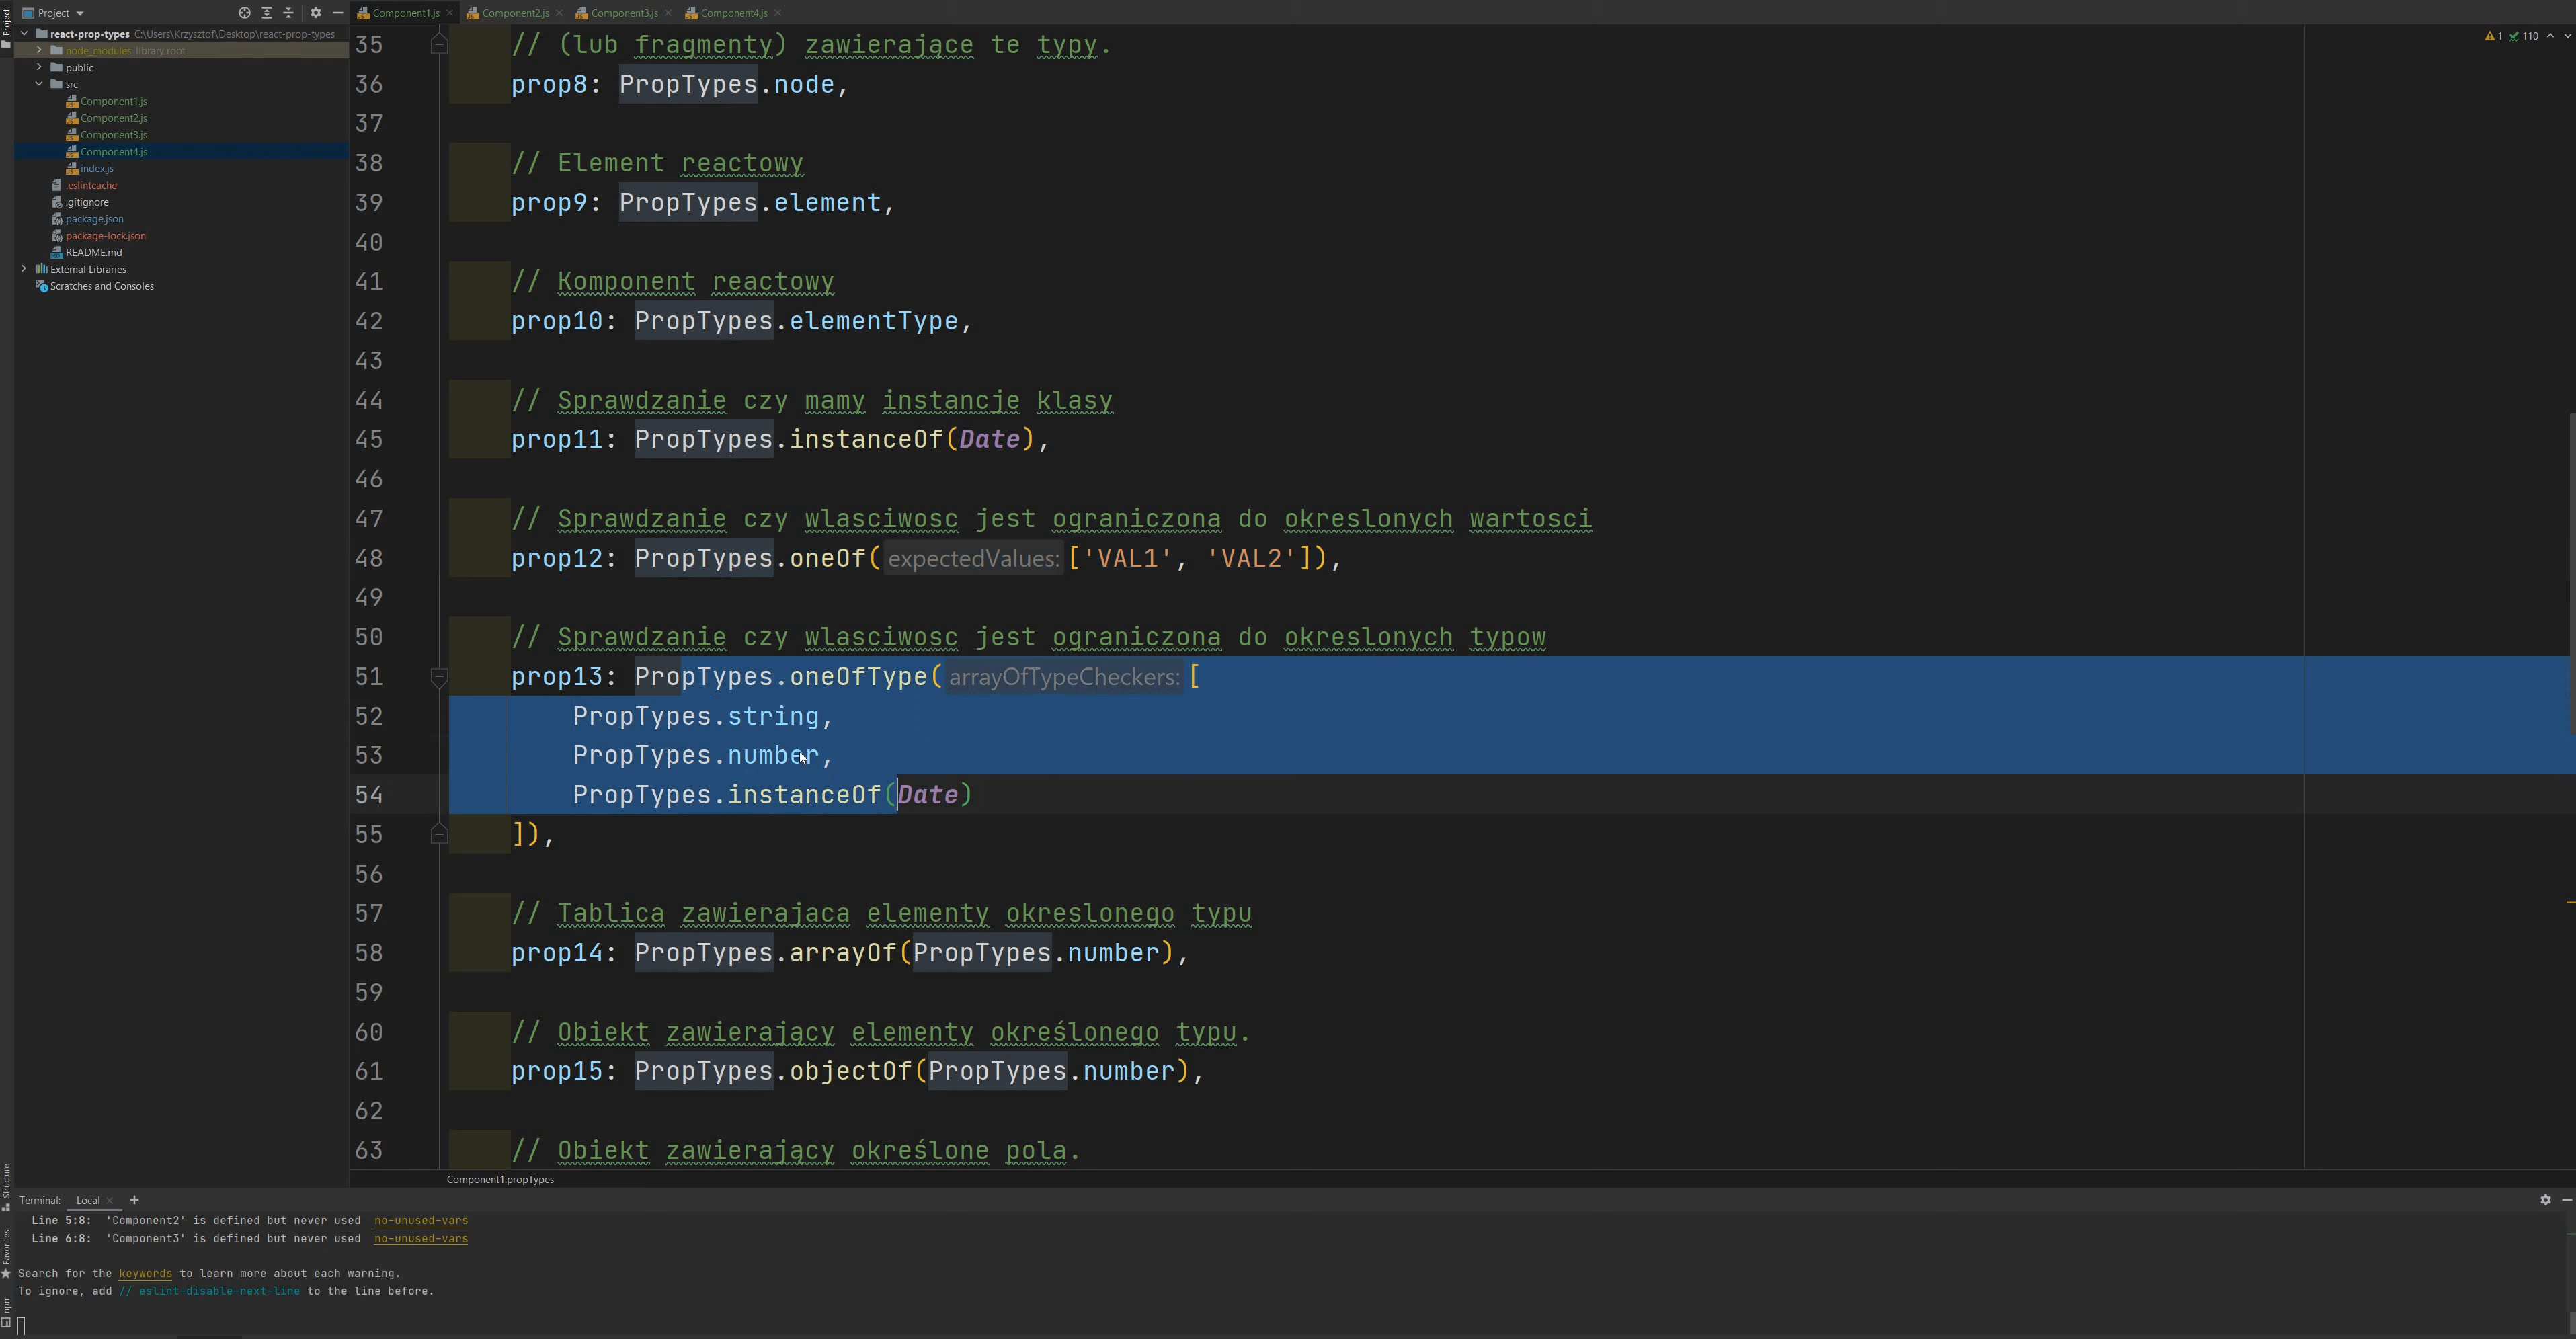 Project
Component1.js
Component2.js
Component3.js
Component4.js
Project
react-prop-types C:\Users\Krzysztof\Desktop\react-prop-types
node_modules library root
public
src
Component1.js
Component2.js
Component3.js
Component4.js
index.js
.eslintcache
.gitignore
package.json
package-lock.json
README.md
External Libraries
Scratches and Consoles
1 110
35 // (lub fragmenty) zawierające te typy.
36 prop8: PropTypes.node,
37
38 // Element reactowy
39 prop9: PropTypes.element,
40
41 // Komponent reactowy
42 prop10: PropTypes.elementType,
43
44 // Sprawdzanie czy mamy instancje klasy
45 prop11: PropTypes.instanceOf(Date),
46
47 // Sprawdzanie czy wlasciwosc jest ograniczona do okreslonych wartosci
48 prop12: PropTypes.oneOf( expectedValues: ['VAL1', 'VAL2']),
49
50 // Sprawdzanie czy wlasciwosc jest ograniczona do okreslonych typow
51 prop13: PropTypes.oneOfType( arrayOfTypeCheckers: [
52 PropTypes.string,
53 PropTypes.number,
54 PropTypes.instanceOf(Date)
55 ]),
56
57 // Tablica zawierajaca elementy okreslonego typu
58 prop14: PropTypes.arrayOf(PropTypes.number),
59
60 // Obiekt zawierający elementy określonego typu.
61 prop15: PropTypes.objectOf(PropTypes.number),
62
63 // Obiekt zawierający określone pola.
Component1.propTypes
Structure
Favorites
npm
Terminal: Local +
Line 5:8: 'Component2' is defined but never used no-unused-vars
Line 6:8: 'Component3' is defined but never used no-unused-vars
Search for the keywords to learn more about each warning.
To ignore, add // eslint-disable-next-line to the line before.